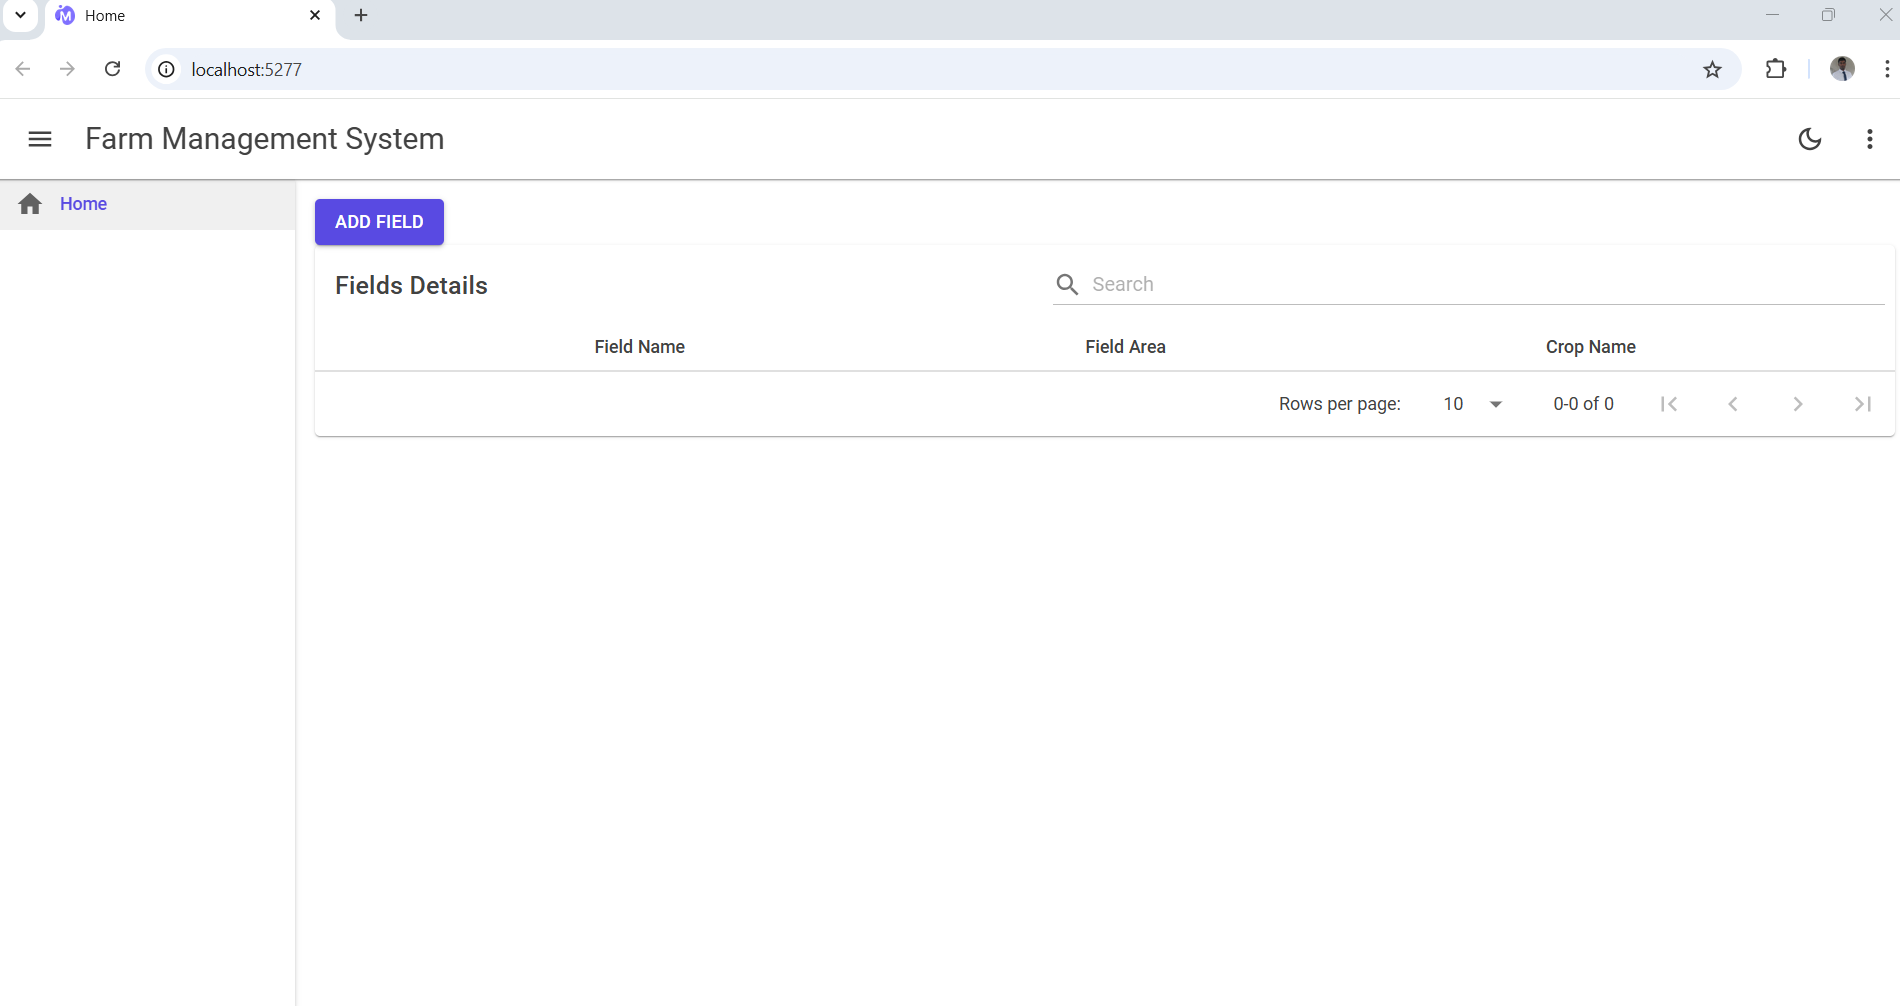 Home
localhost:5277
Farm Management System
Home
ADD FIELD
Fields Details
Search
Field Name Field Area Crop Name
Rows per page: 10 0-0 of 0